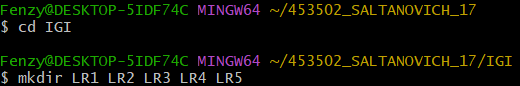 Fenzy@DESKTOP-5IDF74C MINGW64 ~/453502_SALTANOVICH_17
$ cd IGI
Fenzy@DESKTOP-5IDF74C MINGW64 ~/453502_SALTANOVICH_17/IGI
$ mkdir LR1 LR2 LR3 LR4 LR5